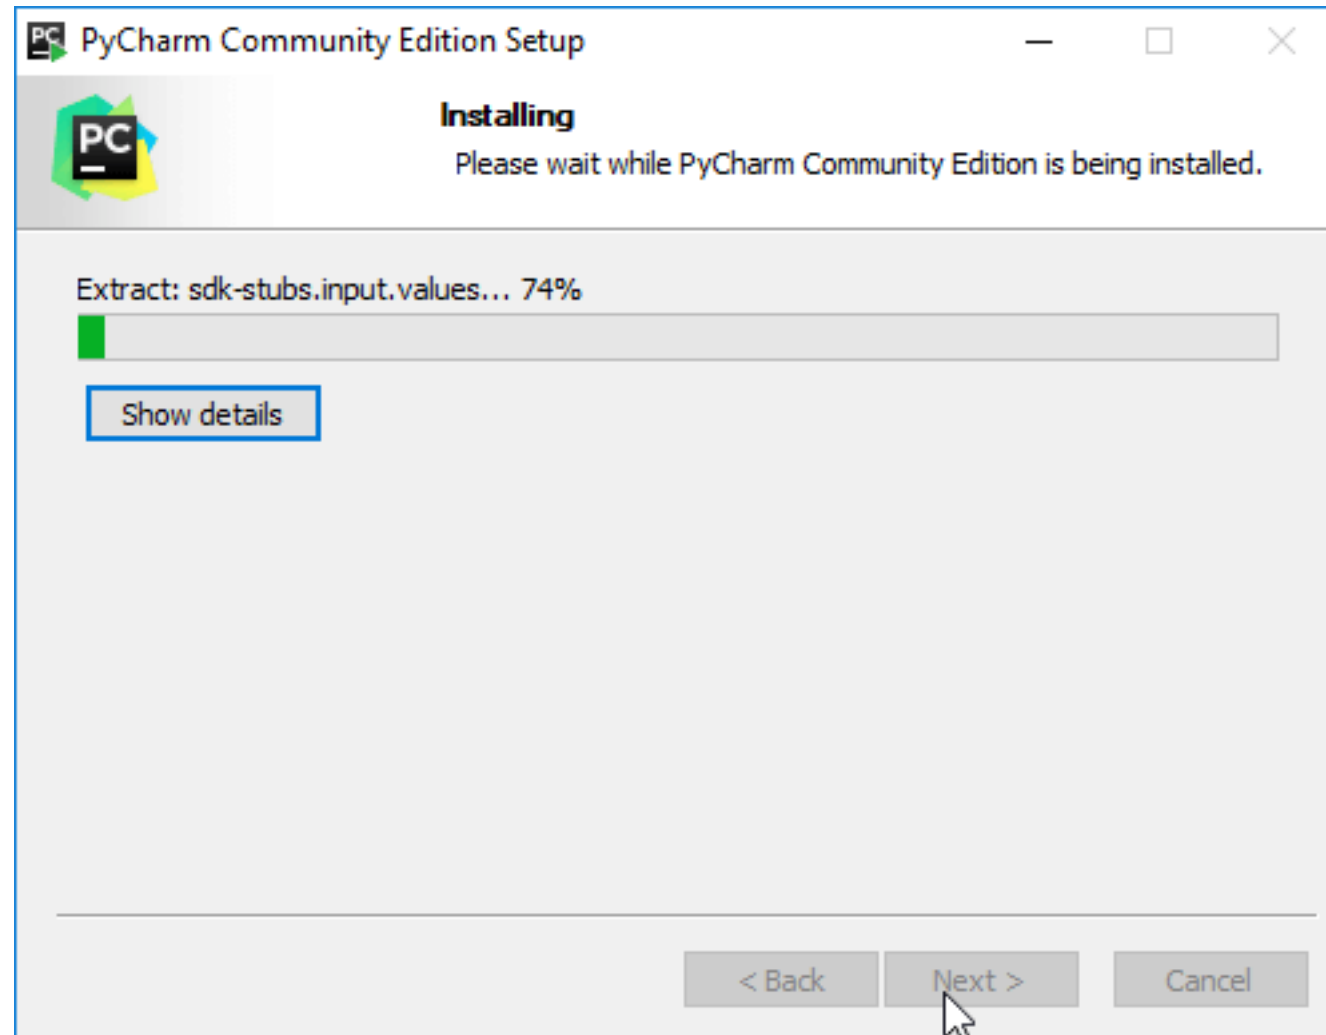 PyCharm Community Edition Setup
Installing
Please wait while PyCharm Community Edition is being installed.
PC
Extract: sdk-stubs.input.values... 74%
Show details
< Back
Next >
Cancel